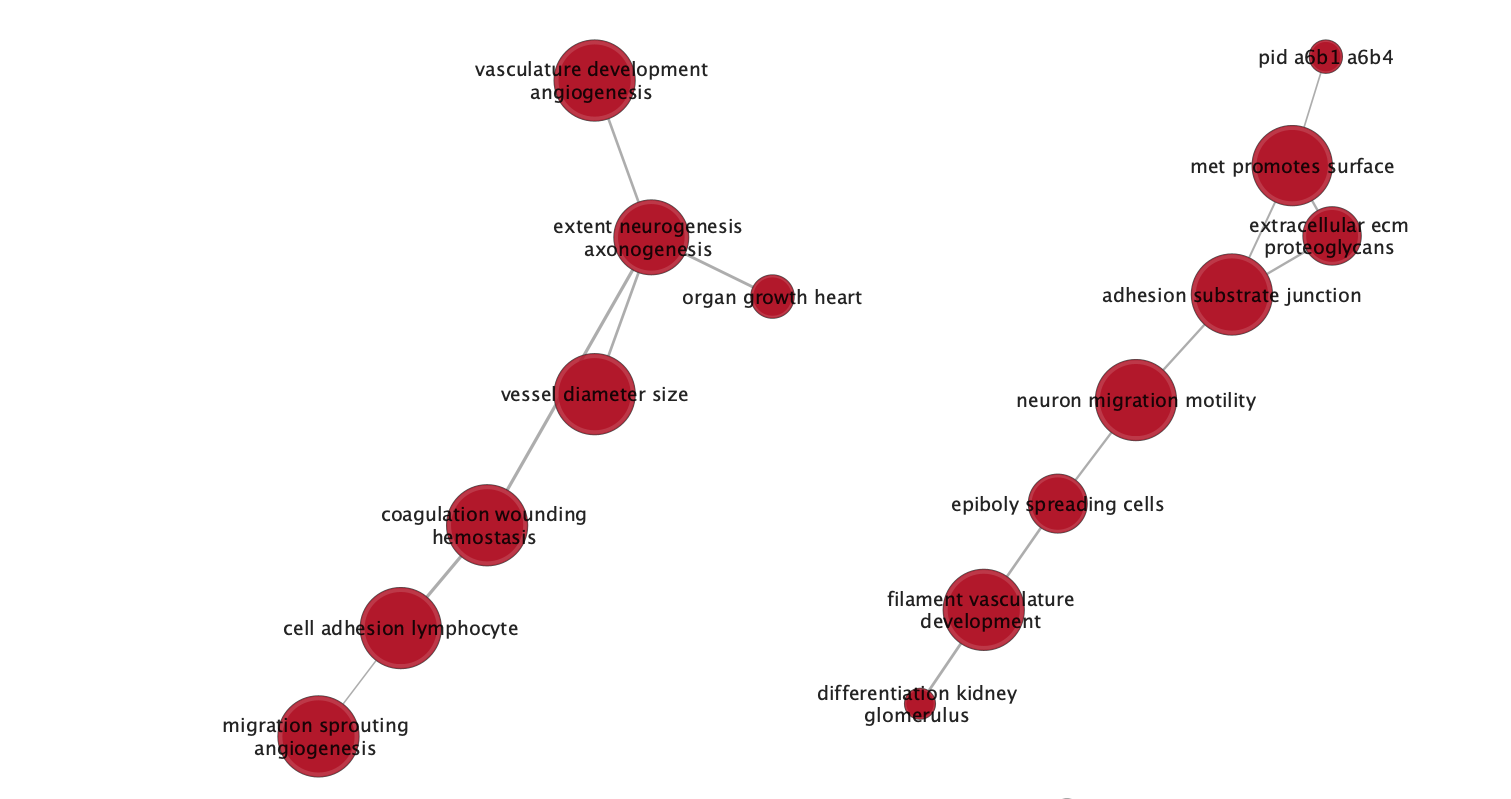 vasculature development
angiogenesis
extent neurogenesis
axonogenesis
organ growth heart
vessel diameter size
coagulation wounding
hemostasis
cell adhesion lymphocyte
migration sprouting
angiogenesis
pid a6b1 a6b4
met promotes surface
extracellular ecm
proteoglycans
adhesion substrate junction
neuron migration motility
epiboly spreading cells
filament vasculature
development
differentiation kidney
glomerulus